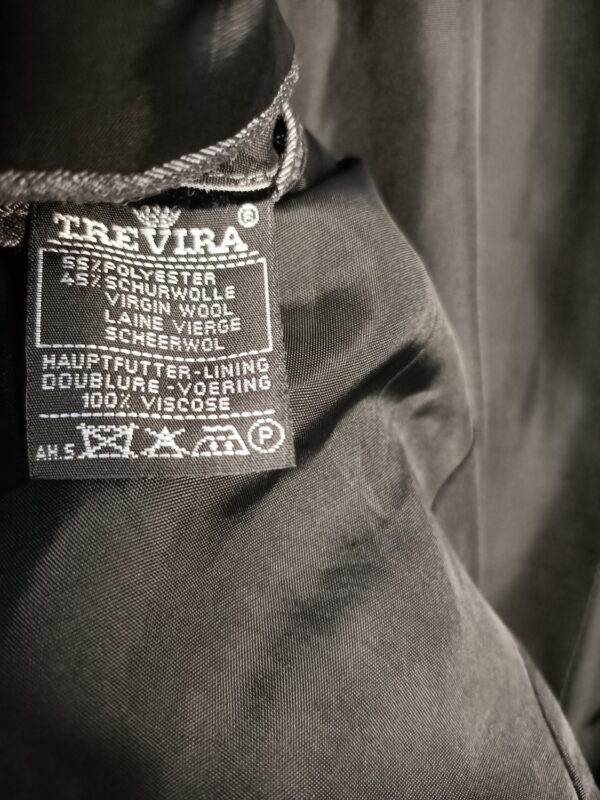 TREVIRA®
55% POLYESTER
45% SCHURWOLLE
VIRGIN WOOL
LAINE VIERGE
SCHEERWOL
HAUPTFUTTER-LINING
DOUBLURE-VOERING
100% VISCOSE
AH.5 P